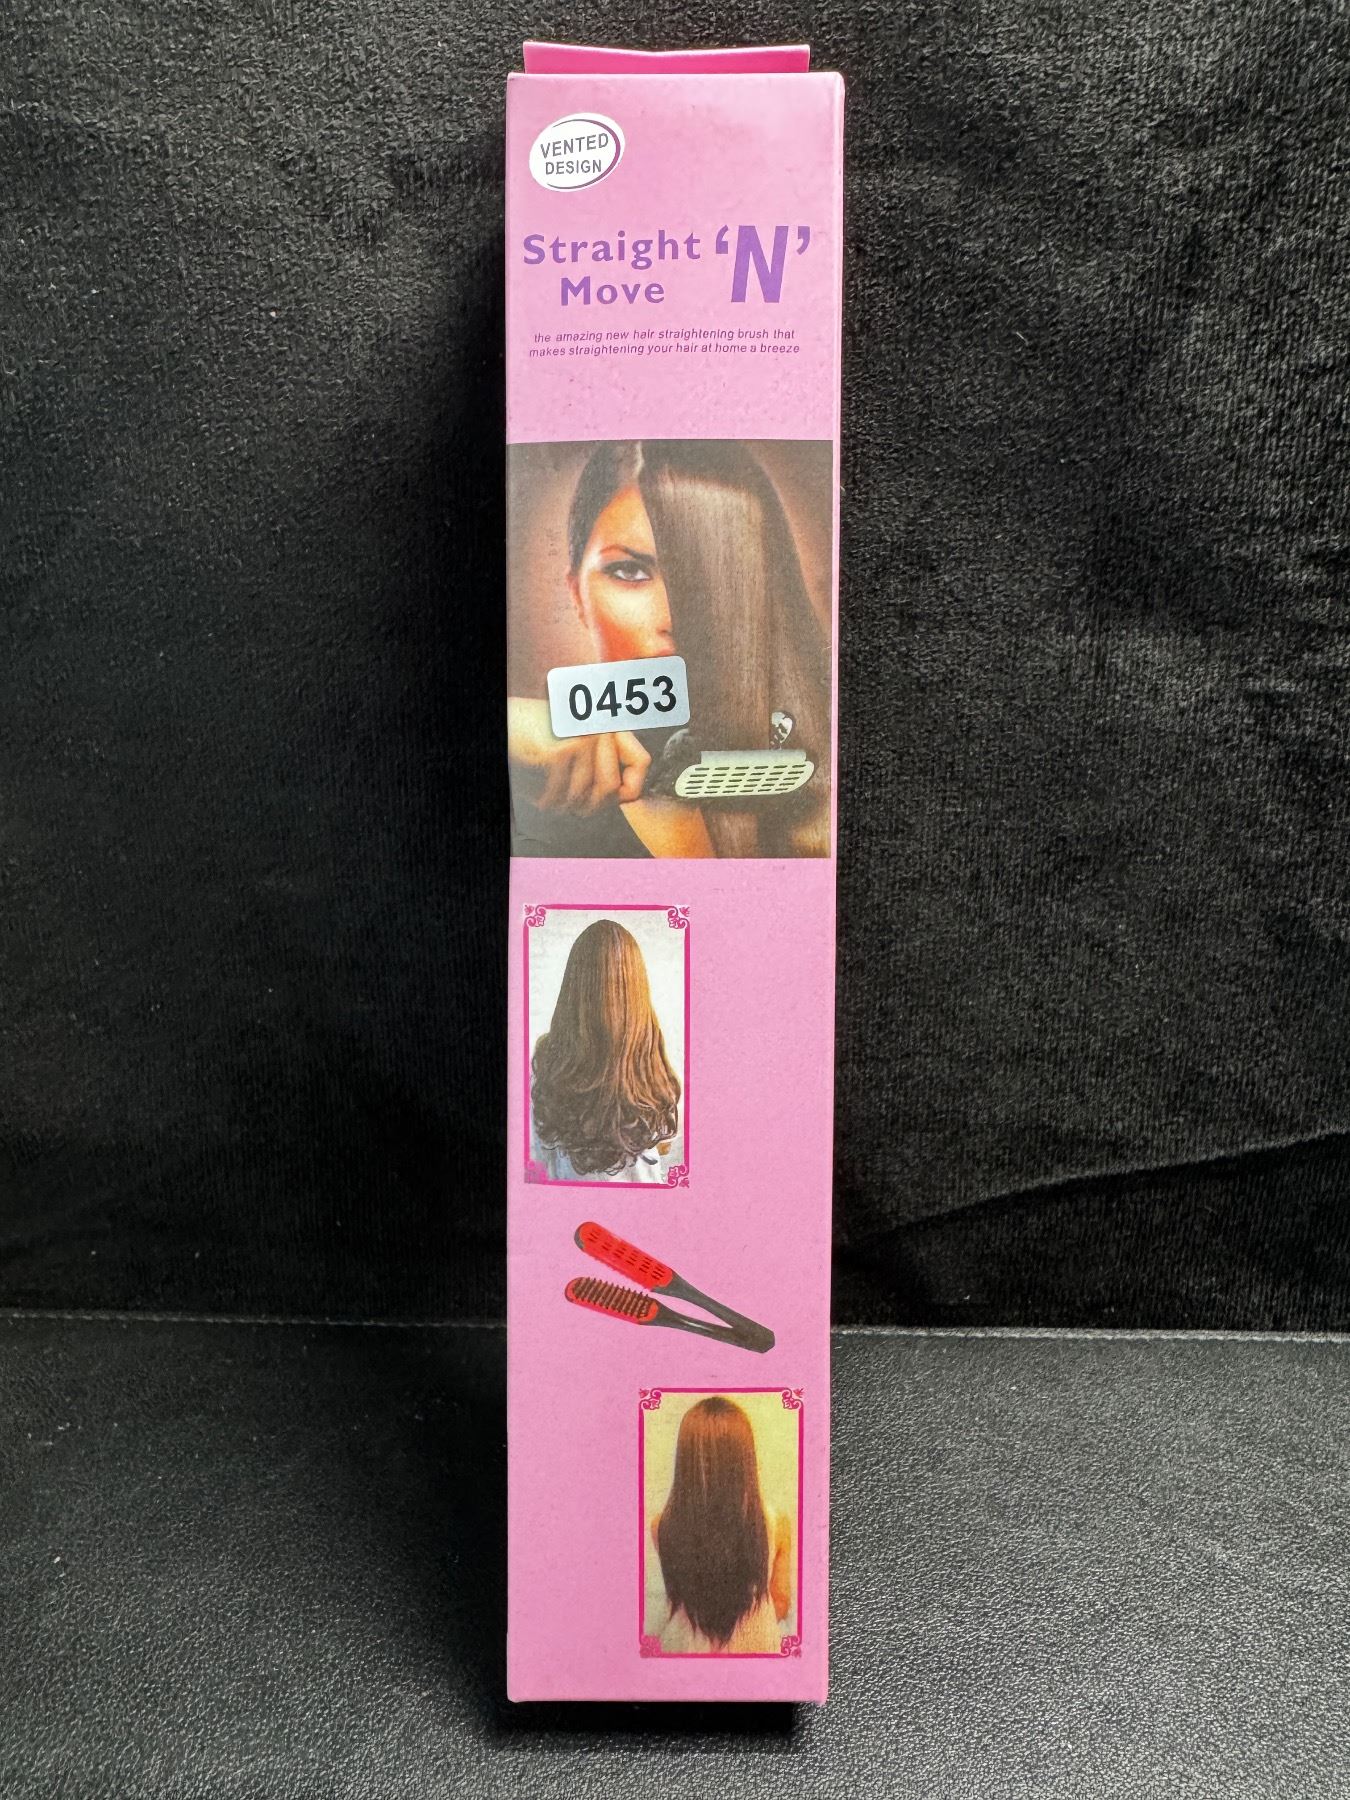 VENTED
DESIGN
Straight 'N'
Move
the amazing new hair straightening brush that
makes straightening your hair at home a breeze
0453